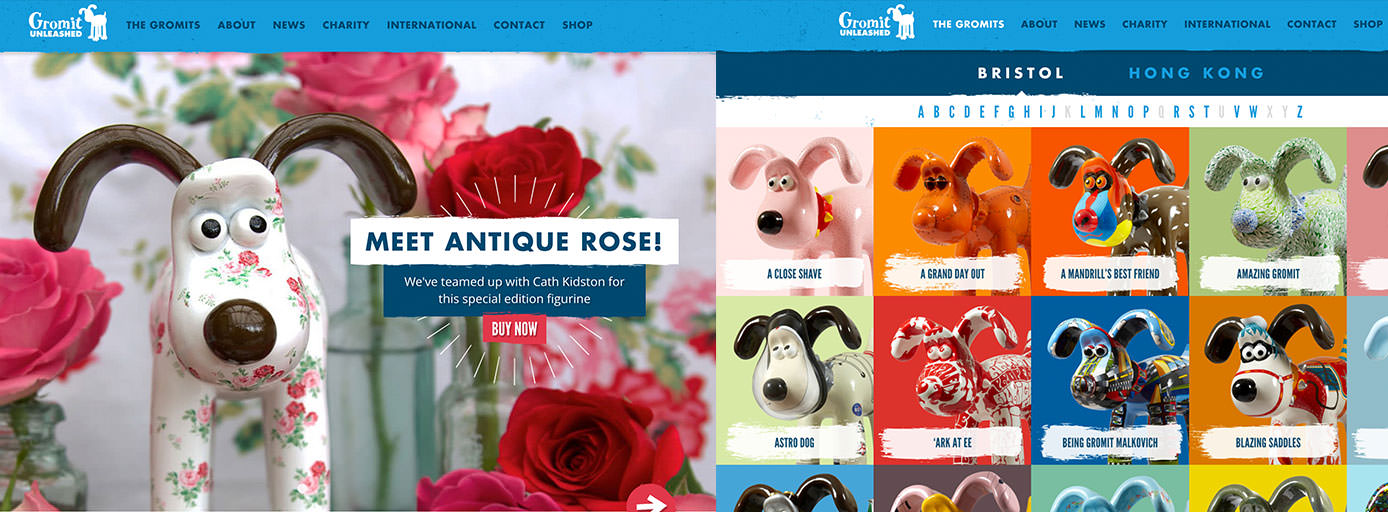 Gromit
UNLEASHED
THE GROMITS ABOUT NEWS CHARITY INTERNATIONAL CONTACT SHOP
MEET ANTIQUE ROSE!
We've teamed up with Cath Kidston for
this special edition figurine
BUY NOW
Gromit
UNLEASHED
THE GROMITS ABOUT NEWS CHARITY INTERNATIONAL CONTACT SHOP
BRISTOL HONG KONG
A B C D E F G H I J K L M N O P Q R S T U V W X Y Z
A CLOSE SHAVE
A GRAND DAY OUT
A MANDRILL'S BEST FRIEND
AMAZING GROMIT
ASTRO DOG
'ARK AT EE
BEING GROMIT MALKOVICH
BLAZING SADDLES